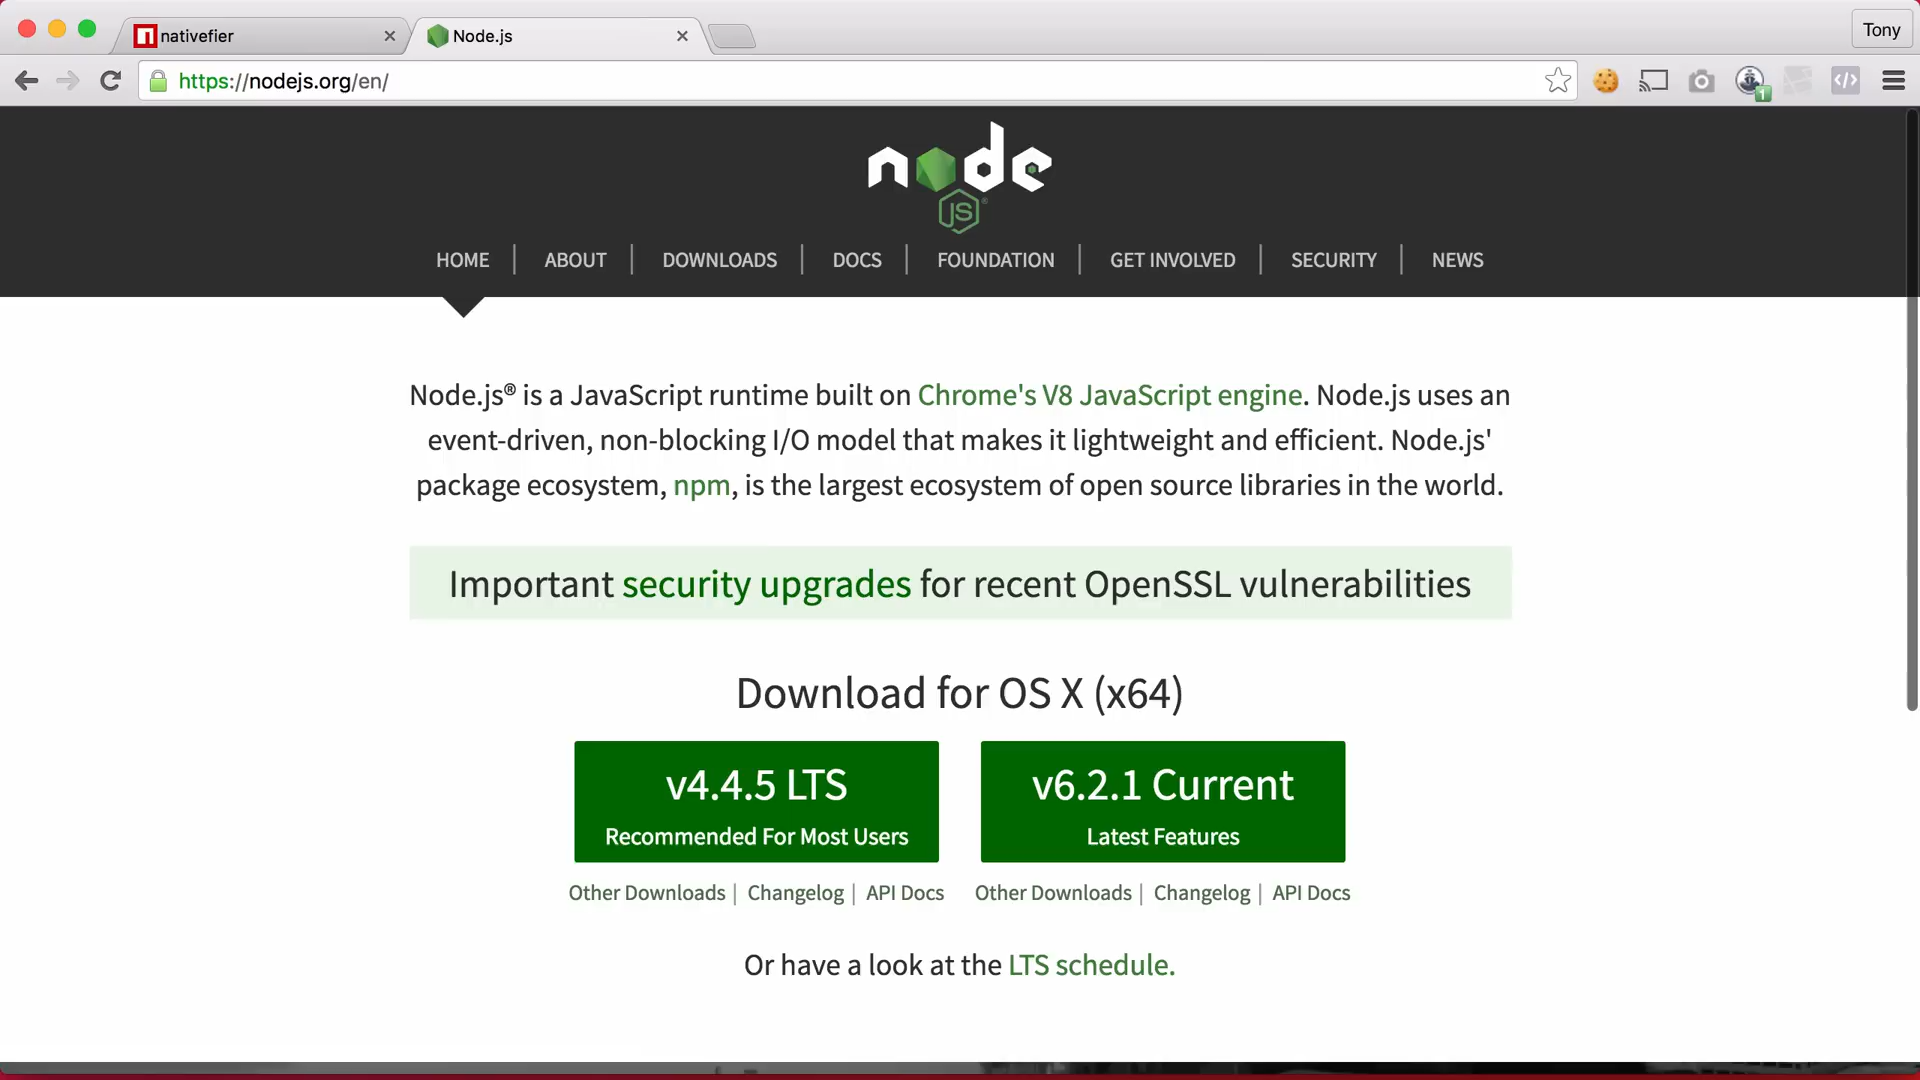 nativefier
Node.js
Tony
https://nodejs.org/en/
1
node
JS
HOME | ABOUT | DOWNLOADS | DOCS | FOUNDATION | GET INVOLVED | SECURITY | NEWS
Node.js® is a JavaScript runtime built on Chrome's V8 JavaScript engine. Node.js uses an
event-driven, non-blocking I/O model that makes it lightweight and efficient. Node.js'
package ecosystem, npm, is the largest ecosystem of open source libraries in the world.
Important security upgrades for recent OpenSSL vulnerabilities
Download for OS X (x64)
v4.4.5 LTS
Recommended For Most Users
Other Downloads | Changelog | API Docs
v6.2.1 Current
Latest Features
Other Downloads | Changelog | API Docs
Or have a look at the LTS schedule.